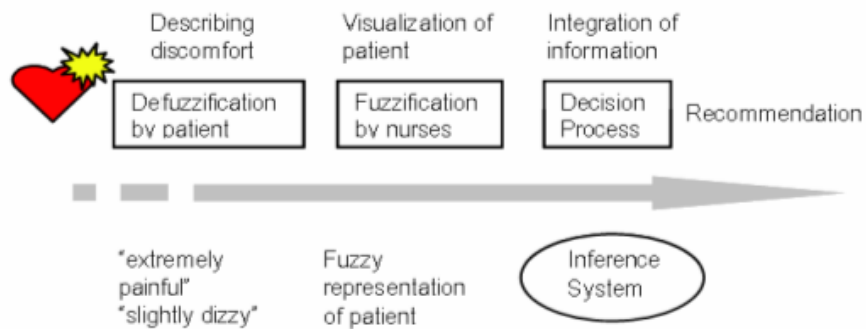 Describing
discomfort
Visualization of
patient
Integration of
information
Defuzzification
by patient
Fuzzification
by nurses
Decision
Process
Recommendation
"extremely
painful"
"slightly dizzy"
Fuzzy
representation
of patient
Inference
System